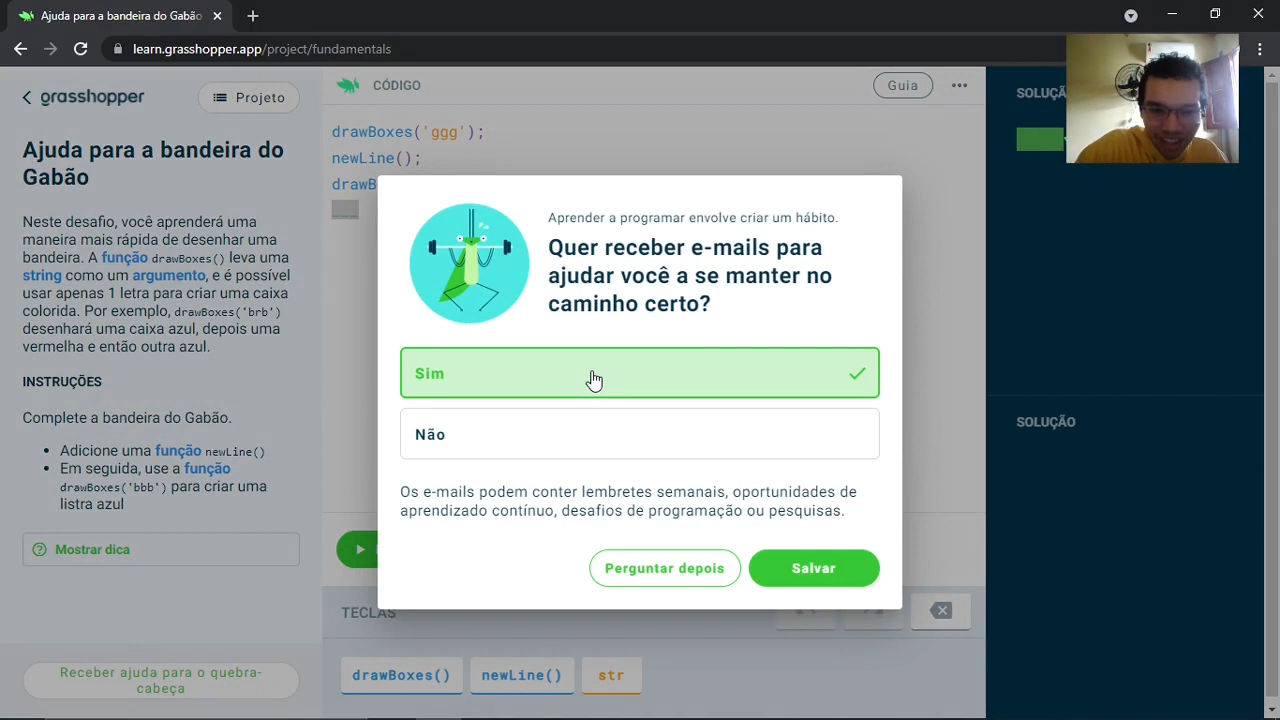 Ajuda para a bandeira do Gabão
learn.grasshopper.app/project/fundamentals
grasshopper
Projeto
Ajuda para a bandeira do
Gabão
Neste desafio, você aprenderá uma
maneira mais rápida de desenhar uma
bandeira. A função drawBoxes() leva uma
string como um argumento, e é possível
usar apenas 1 letra para criar uma caixa
colorida. Por exemplo, drawBoxes('brb')
desenhará uma caixa azul, depois uma
vermelha e então outra azul.
INSTRUÇÕES
Complete a bandeira do Gabão.
• Adicione uma função newLine()
• Em seguida, use a função
drawBoxes('bbb') para criar uma
listra azul
Mostrar dica
Receber ajuda para o quebra-
cabeça
CÓDIGO
Guia
drawBoxes('ggg');
newLine();
drawB
Aprender a programar envolve criar um hábito.
Quer receber e-mails para
ajudar você a se manter no
caminho certo?
Sim
Não
Os e-mails podem conter lembretes semanais, oportunidades de
aprendizado contínuo, desafios de programação ou pesquisas.
Perguntar depois
Salvar
TECLAS
drawBoxes()
newLine()
str
SOLUÇÃ
SOLUÇÃO